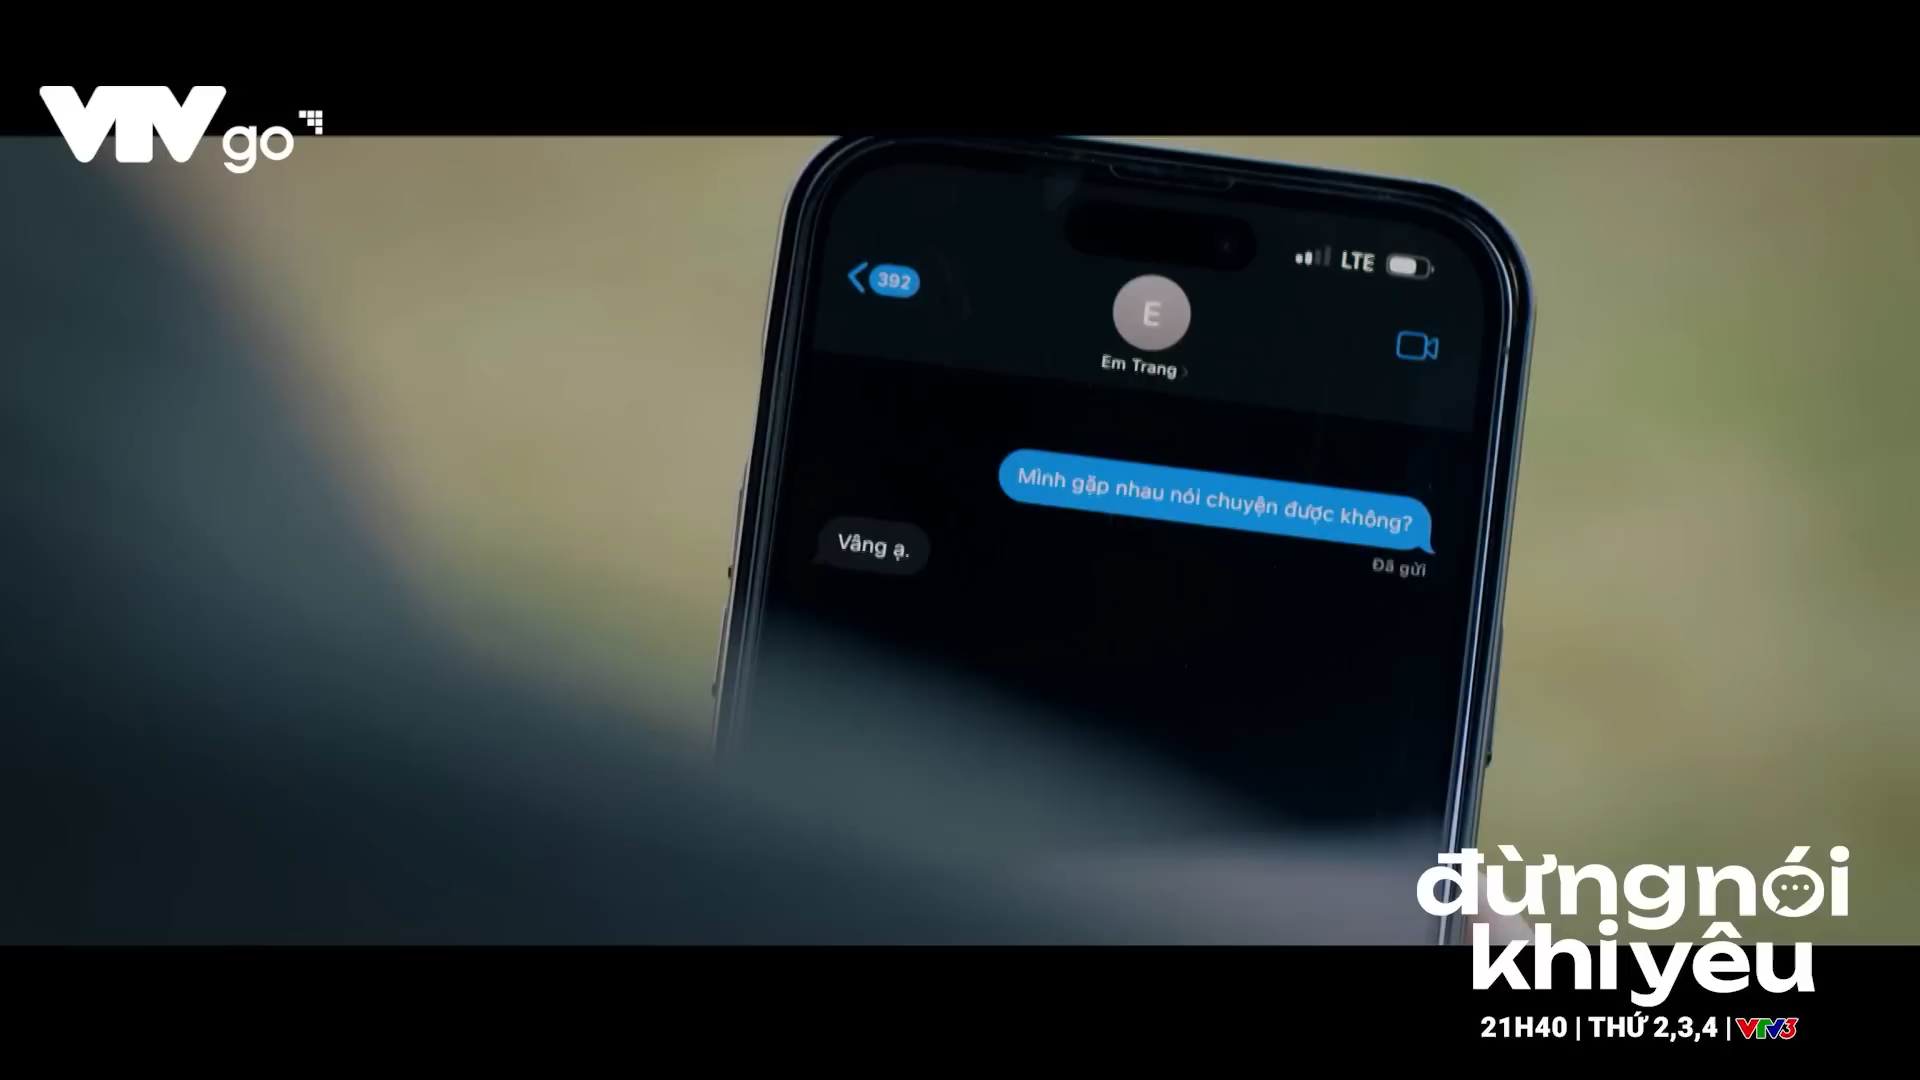 VTVgo
LTE
392
E
Em Trang
Mình gặp nhau nói chuyện được không?
Đã gửi
Vâng ạ.
đừng nói
khi yêu
21H40 | THỨ 2,3,4 | VTV3